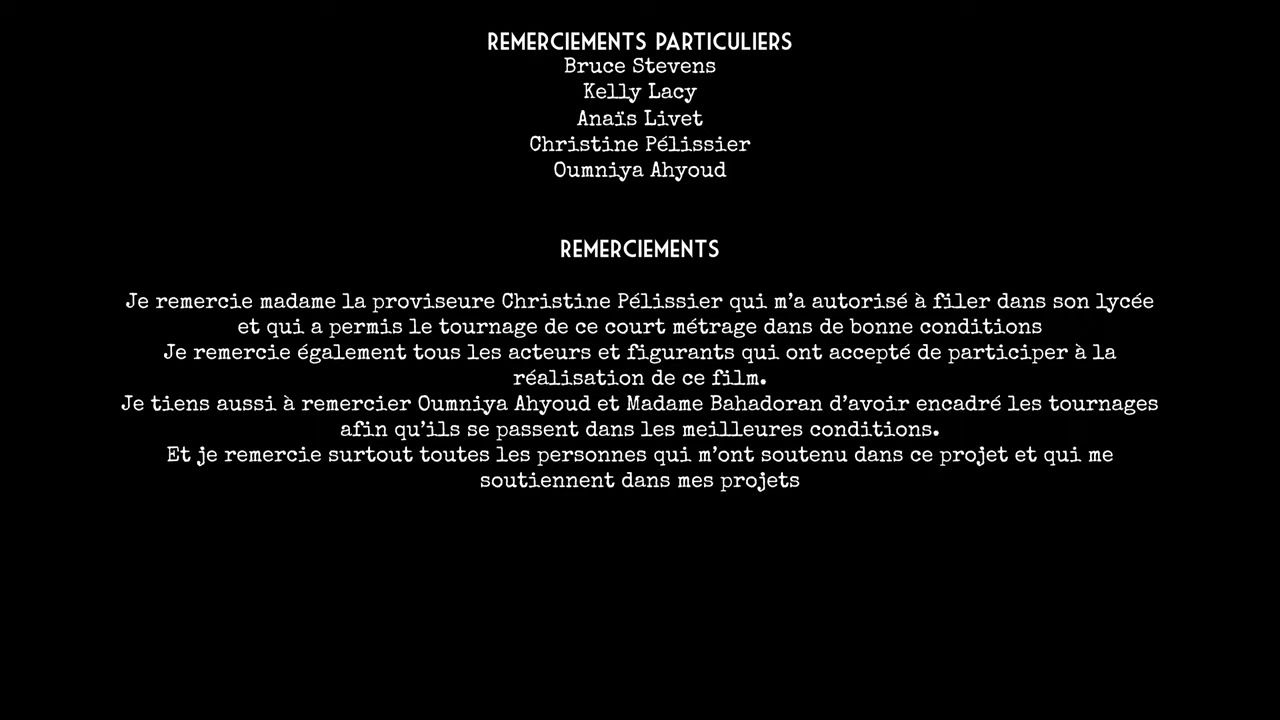 REMERCIEMENTS PARTICULIERS
Bruce Stevens
Kelly Lacy
Anaïs Livet
Christine Pélissier
Oumniya Ahyoud
REMERCIEMENTS
Je remercie madame la proviseure Christine Pélissier qui m'a autorisé à filer dans son lycée
et qui a permis le tournage de ce court métrage dans de bonne conditions
Je remercie également tous les acteurs et figurants qui ont accepté de participer à la
réalisation de ce film.
Je tiens aussi à remercier Oumniya Ahyoud et Madame Bahadoran d'avoir encadré les tournages
afin qu'ils se passent dans les meilleures conditions.
Et je remercie surtout toutes les personnes qui m'ont soutenu dans ce projet et qui me
soutiennent dans mes projets